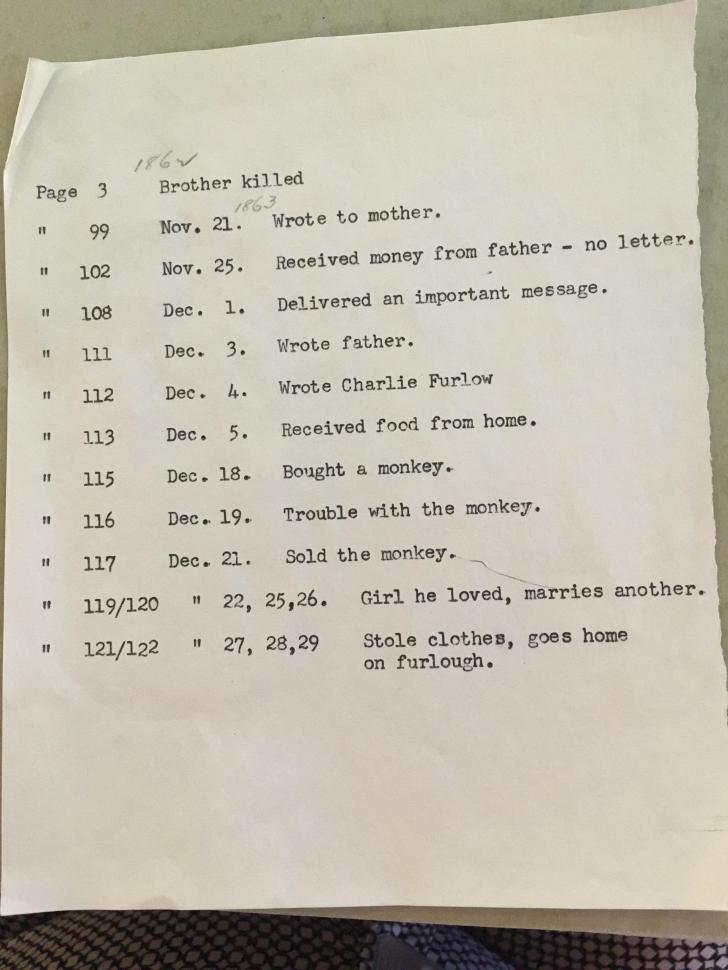 1862
Page 3 Brother killed
1863
" 99 Nov. 21. Wrote to mother.
" 102 Nov. 25. Received money from father - no letter.
" 108 Dec. 1. Delivered an important message.
" 111 Dec. 3. Wrote father.
" 112 Dec. 4. Wrote Charlie Furlow
" 113 Dec. 5. Received food from home.
" 115 Dec. 18. Bought a monkey.
" 116 Dec. 19. Trouble with the monkey.
" 117 Dec. 21. Sold the monkey.
" 119/120 " 22, 25,26. Girl he loved, marries another.
" 121/122 " 27, 28,29 Stole clothes, goes home
on furlough.